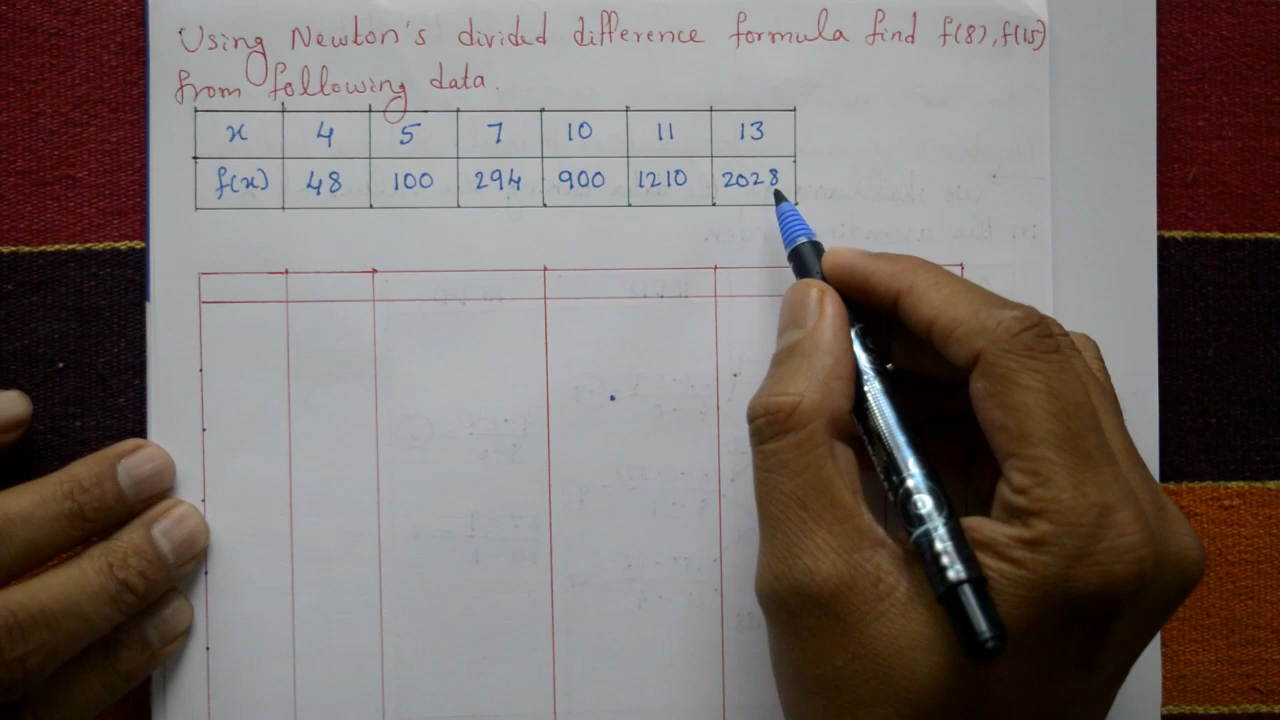 Using Newton's divided difference formula find f(8), f(15)
from following data.
x 4 5 7 10 11 13
f(x) 48 100 294 900 1210 2028